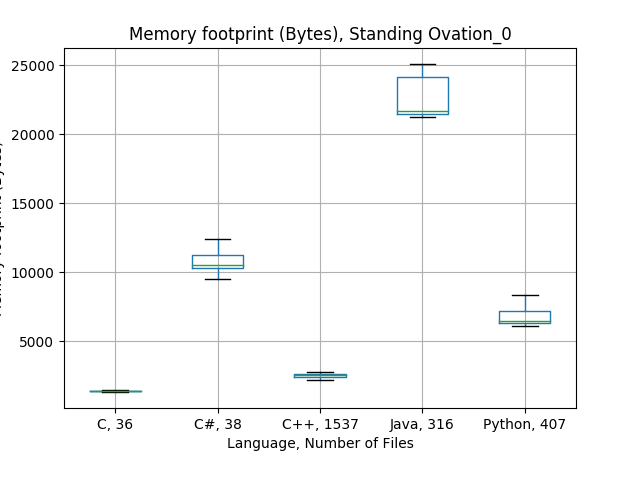 Memory footprint (Bytes), Standing Ovation_0
25000
20000
15000
10000
5000
C, 36
C#, 38
C++, 1537
Java, 316
Python, 407
Language, Number of Files